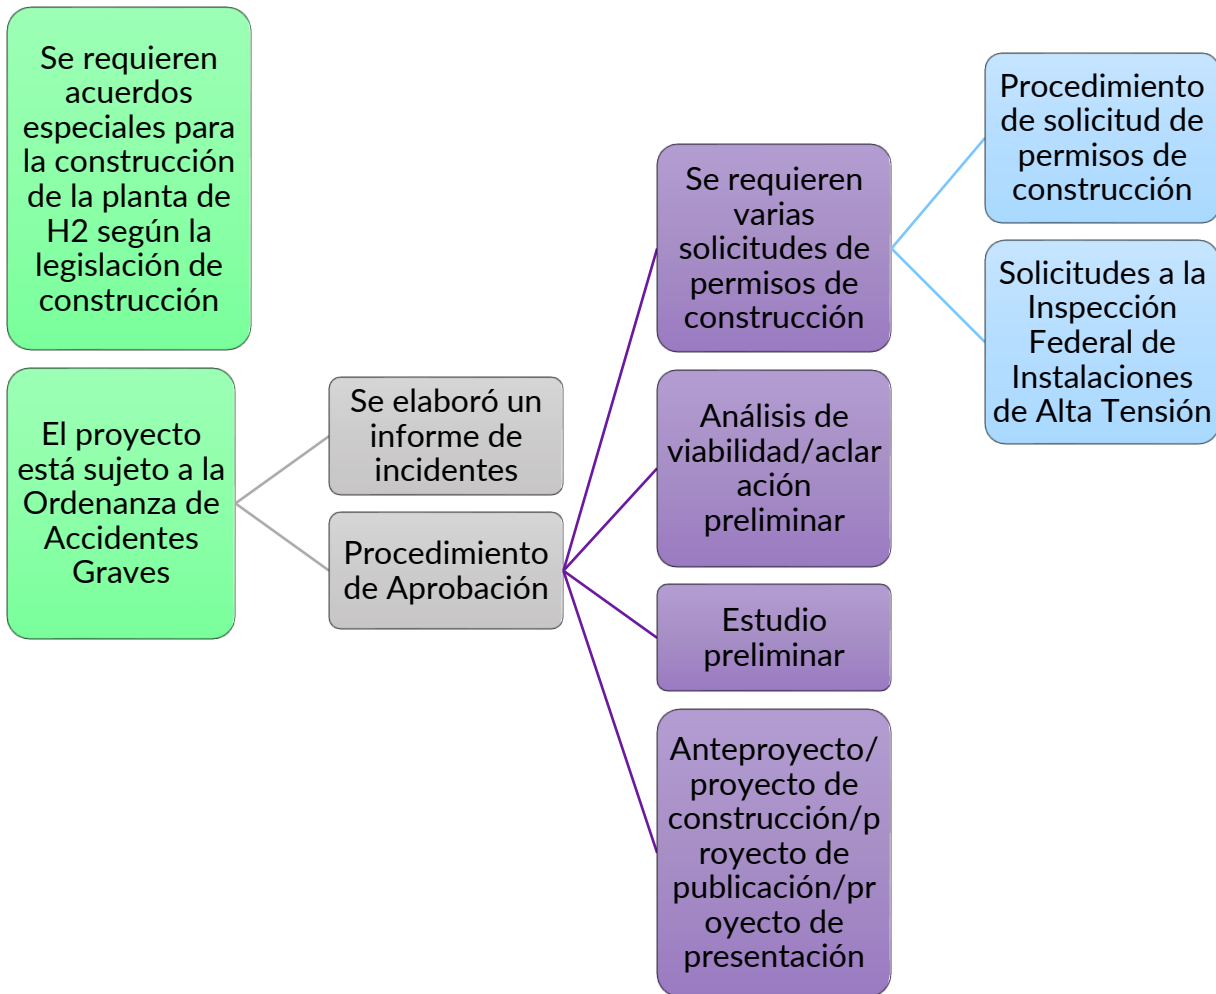 Se requieren
acuerdos
especiales para
la construcción
de la planta de
H2 según la
legislación de
construcción
El proyecto
está sujeto a la
Ordenanza de
Accidentes
Graves
Se elaboró un
informe de
incidentes
Procedimiento
de Aprobación
Se requieren
varias
solicitudes de
permisos de
construcción
Análisis de
viabilidad/aclar
ación
preliminar
Estudio
preliminar
Anteproyecto/
proyecto de
construcción/p
royecto de
publicación/pr
oyecto de
presentación
Procedimiento
de solicitud de
permisos de
construcción
Solicitudes a la
Inspección
Federal de
Instalaciones
de Alta Tensión